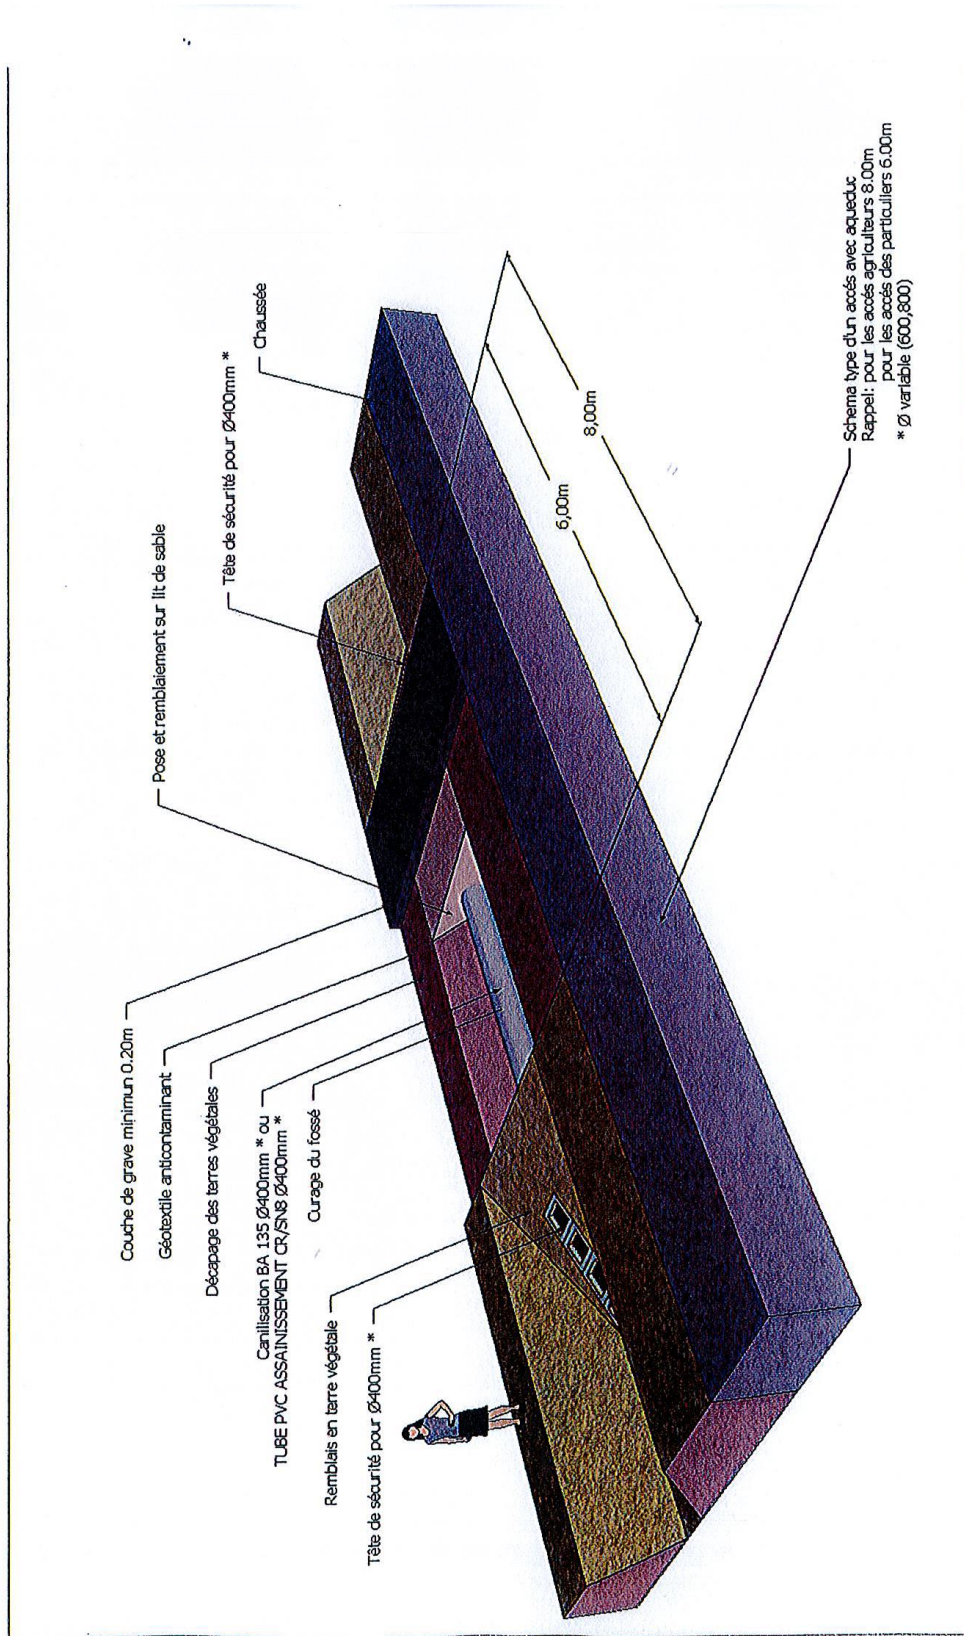 Couche de grave minimun 0.20m
Géotextile anticontaminant
Décapage des terres végétales
Canilisation BA 135 Ø400mm * ou
TUBE PVC ASSAINISSEMENT CR/SN8 Ø400mm *
Curage du fossé
Remblais en terre végétale
Tête de sécurité pour Ø400mm *
Pose et remblaiement sur lit de sable
Tête de sécurité pour Ø400mm *
Chaussée
6,00m
8,00m
Schema type d'un accés avec aqueduc
Rappel: pour les accés agriculteurs 8.00m
pour les accés des particuliers 6.00m
* Ø variable (600,800)